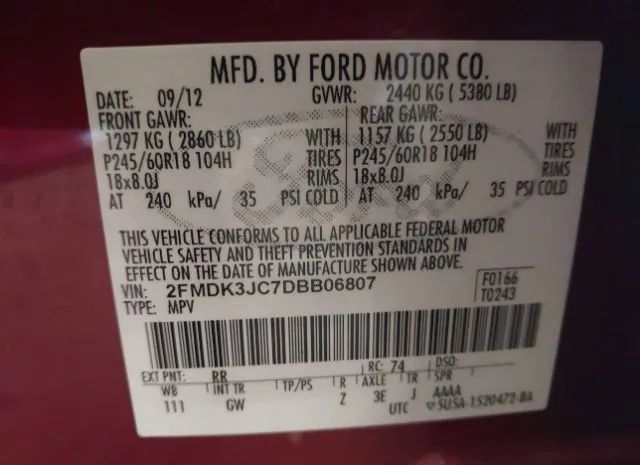 MFD. BY FORD MOTOR CO.
DATE: 09/12 GVWR: 2440 KG ( 5380 LB)
FRONT GAWR: REAR GAWR:
1297 KG ( 2860 LB) WITH 1157 KG ( 2550 LB) WITH
P245/60R18 104H TIRES P245/60R18 104H TIRES
18x8.0J RIMS 18x8.0J RIMS
AT 240 kPa/ 35 PSI COLD AT 240 kPa/ 35 PSI COLD
THIS VEHICLE CONFORMS TO ALL APPLICABLE FEDERAL MOTOR
VEHICLE SAFETY AND THEFT PREVENTION STANDARDS IN
EFFECT ON THE DATE OF MANUFACTURE SHOWN ABOVE.
VIN: 2FMDK3JC7DBB06807 F0166
TYPE: MPV T0243
EXT PNT: RR RC: 74 DSO:
WB INT TR TP/PS R AXLE TR SPR
111 GW Z 3E J AAAA
UTC 5U5A-1520472-BA